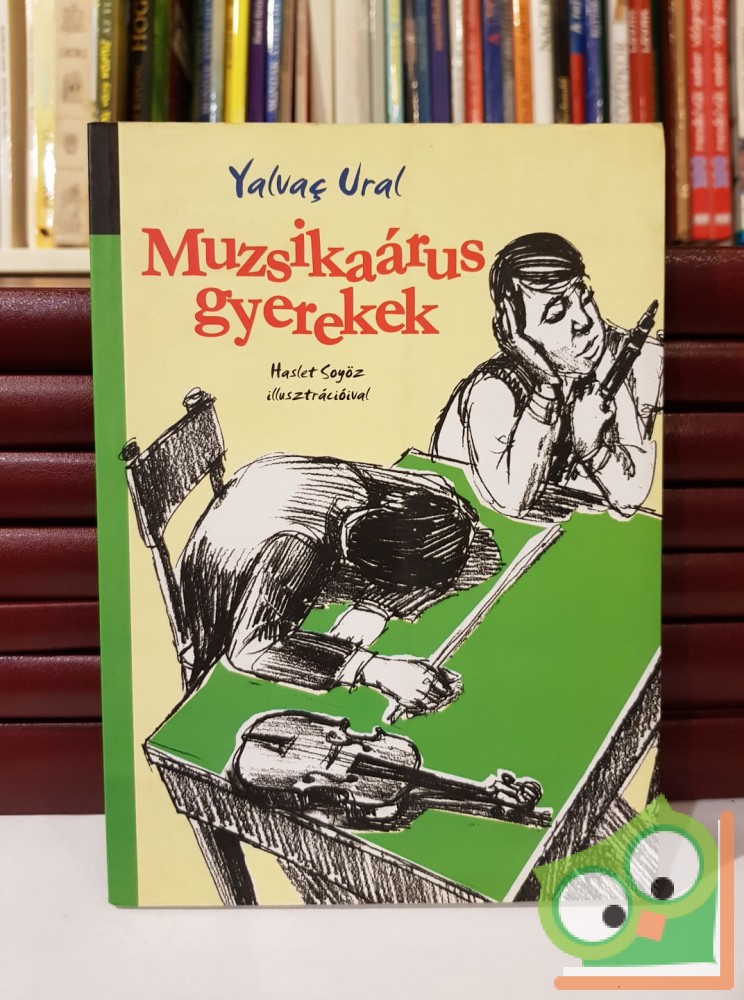 Yalvaç Ural
Muzsikaárus
gyerekek
Haslet Soyöz
illusztrációival